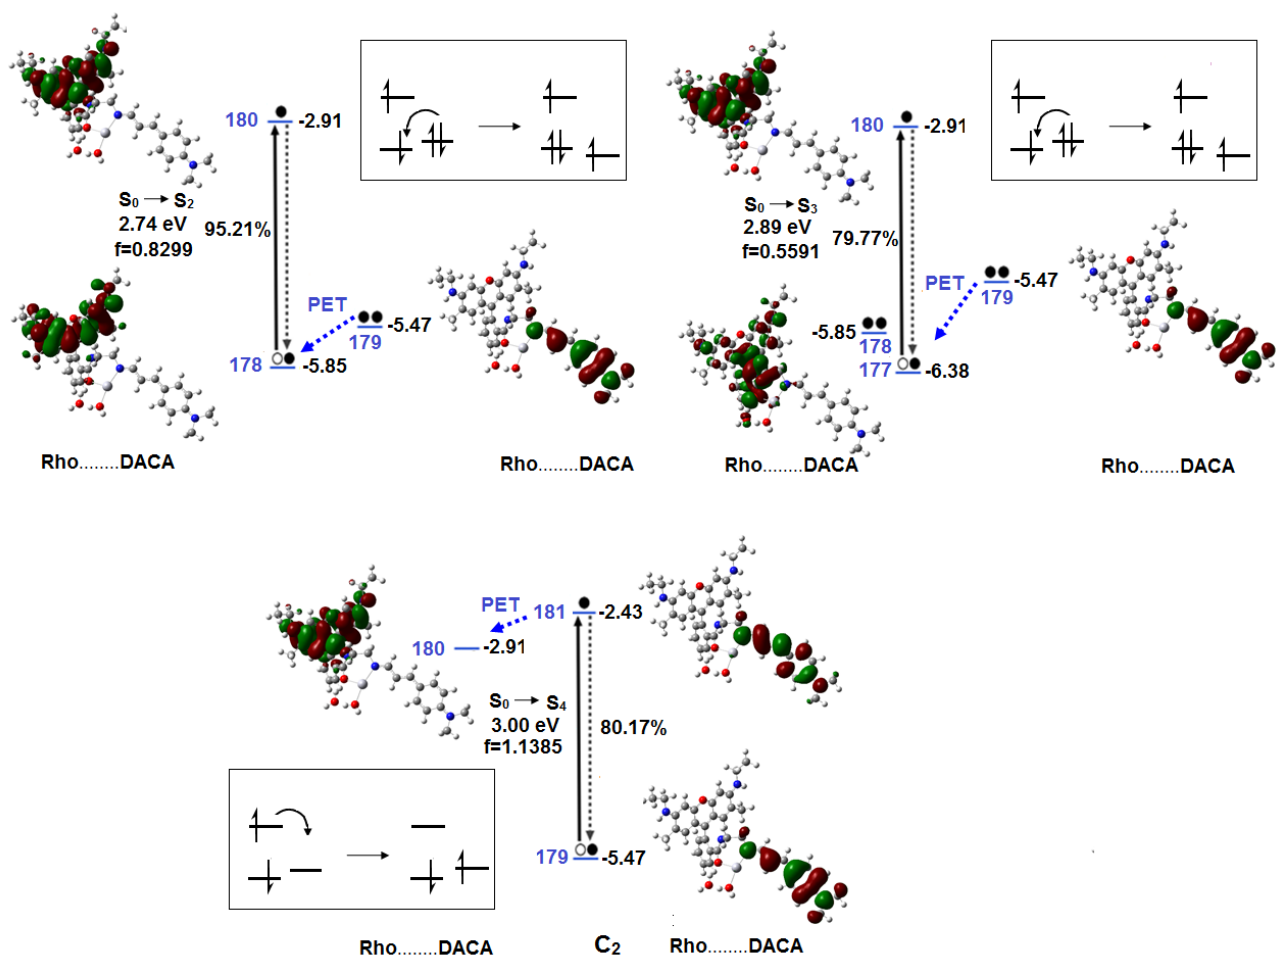 180
-2.91
S0 → S2
2.74 eV
f=0.8299
95.21%
PET
-5.47
179
178
-5.85
Rho........DACA
Rho........DACA
180
-2.91
S0 → S3
2.89 eV
f=0.5591
79.77%
PET
-5.47
179
-5.85
178
177
-6.38
Rho........DACA
Rho........DACA
PET
181
-2.43
180
-2.91
S0 → S4
3.00 eV
f=1.1385
80.17%
179
-5.47
Rho........DACA
C2
Rho........DACA